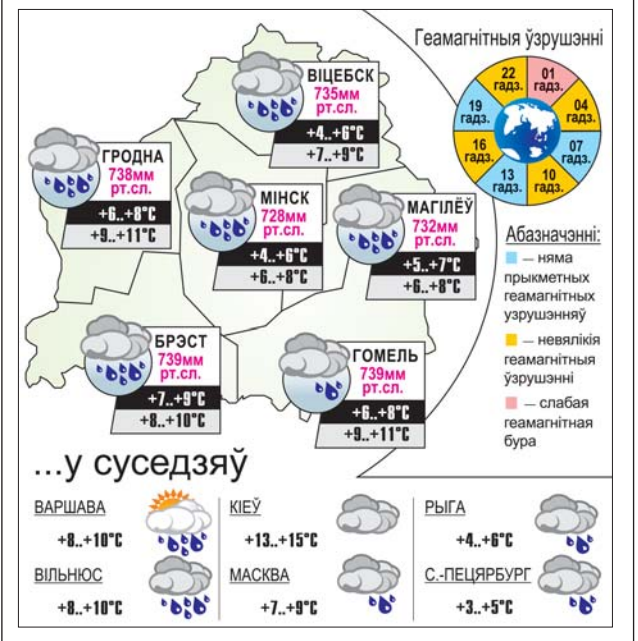 Геамагнітныя ўзрушэнні
22 гадз.
01 гадз.
04 гадз.
07 гадз.
10 гадз.
13 гадз.
16 гадз.
19 гадз.
ВІЦЕБСК
735мм
рт.сл.
+4..+6°C
+7..+9°C
ГРОДНА
738мм
рт.сл.
+6..+8°C
+9..+11°C
МІНСК
728мм
рт.сл.
+4..+6°C
+6..+8°C
МАГІЛЁЎ
732мм
рт.сл.
+5..+7°C
+6..+8°C
БРЭСТ
739мм
рт.сл.
+7..+9°C
+8..+10°C
ГОМЕЛЬ
739мм
рт.сл.
+6..+8°C
+9..+11°C
Абазначэнні:
— няма
прыкметных
геамагнітных
узрушэнняў
— невялікія
геамагнітныя
ўзрушэнні
— слабая
геамагнітная
бура
...у суседзяў
ВАРШАВА
+8..+10°C
КІЕЎ
+13..+15°C
РЫГА
+4..+6°C
ВІЛЬНЮС
+8..+10°C
МАСКВА
+7..+9°C
С.-ПЕЦЯРБУРГ
+3..+5°C